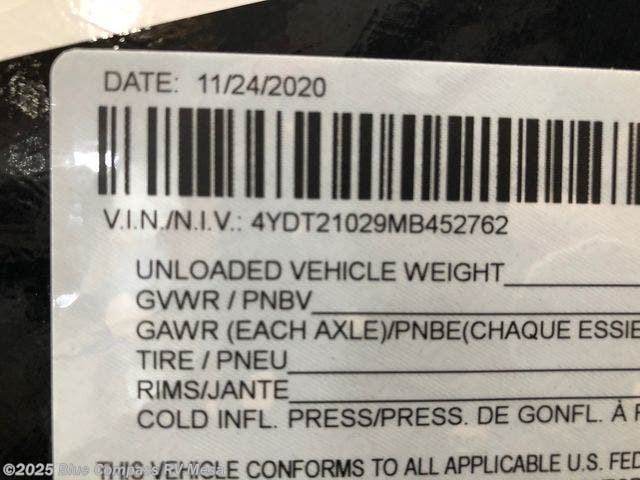 DATE: 11/24/2020
V.I.N./N.I.V.: 4YDT21029MB452762
UNLOADED VEHICLE WEIGHT
GVWR / PNBV
GAWR (EACH AXLE)/PNBE(CHAQUE ESSIE
TIRE / PNEU
RIMS/JANTE
COLD INFL. PRESS/PRESS. DE GONFL. À
THIS VEHICLE CONFORMS TO ALL APPLICABLE U.S. FED
©2025 Blue Compass RV Mesa